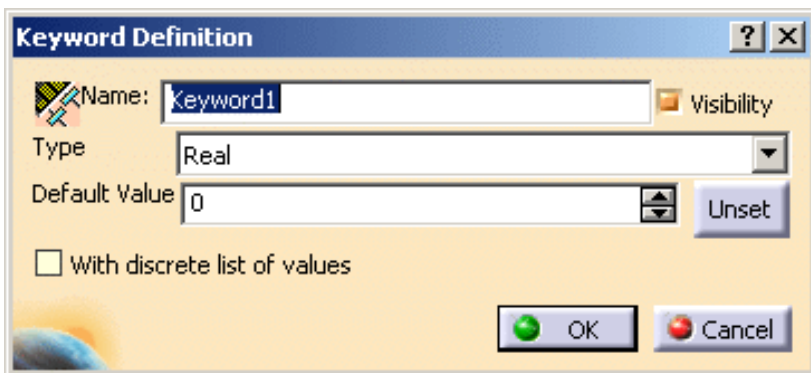 Keyword Definition
Name: Keyword1 Visibility
Type Real
Default Value 0 Unset
With discrete list of values
OK Cancel